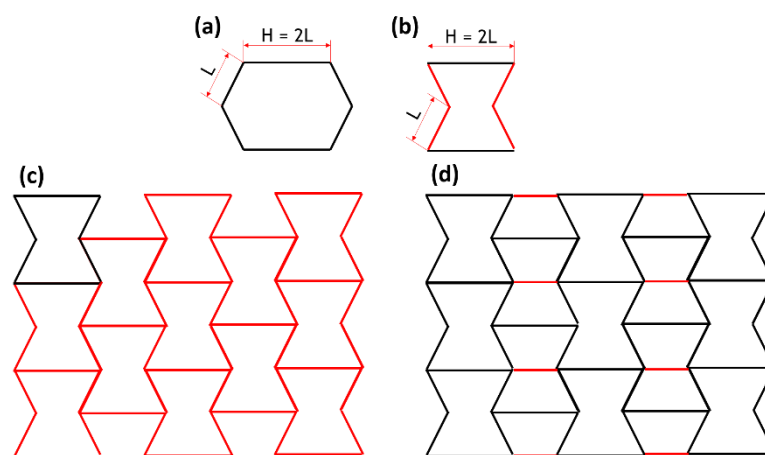 (a)
H = 2L
L
(b)
H = 2L
L
(c)
(d)